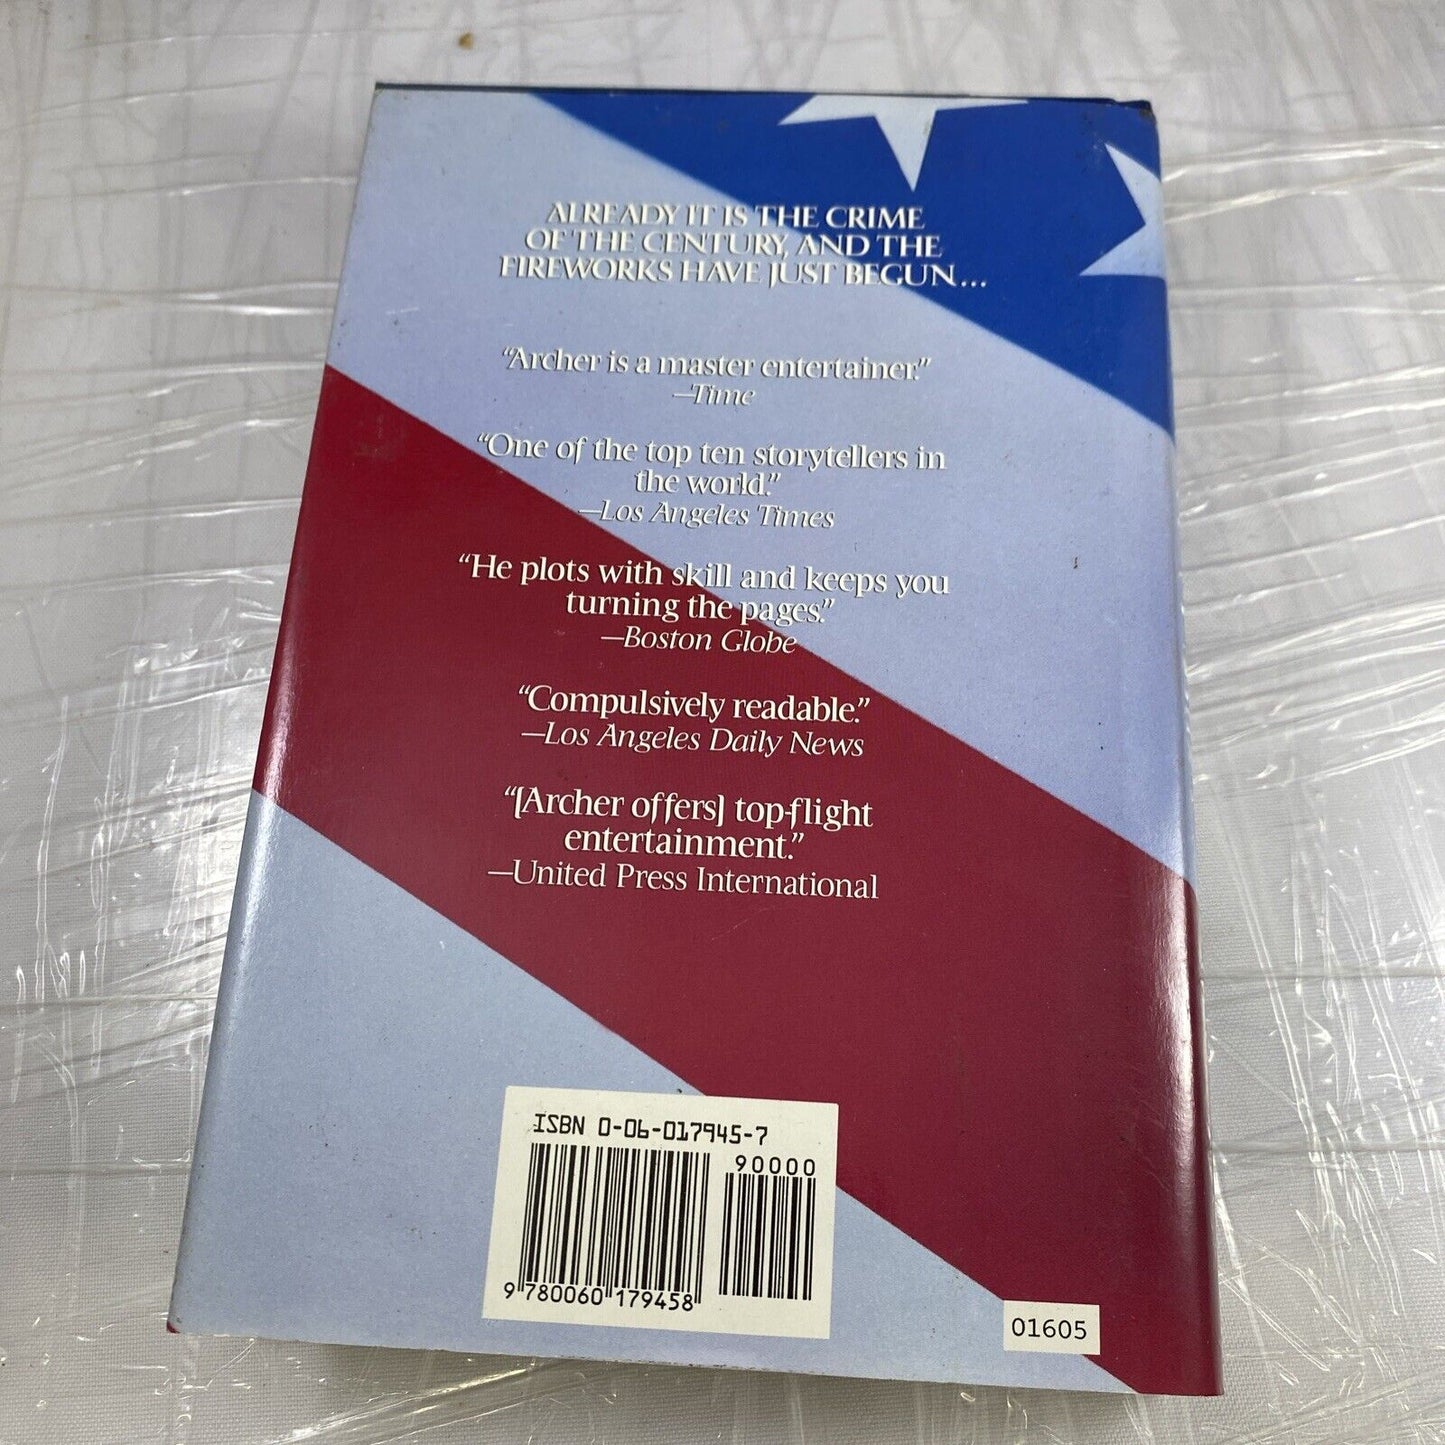 ALREADY IT IS THE CRIME
OF THE CENTURY, AND THE
FIREWORKS HAVE JUST BEGUN...
“Archer is a master entertainer.”
—Time
“One of the top ten storytellers in
the world.”
—Los Angeles Times
“He plots with skill and keeps you
turning the pages.”
—Boston Globe
“Compulsively readable.”
—Los Angeles Daily News
“[Archer offers] top-flight
entertainment.”
—United Press International
ISBN 0-06-017945-7
90000
9 780060 179458
01605